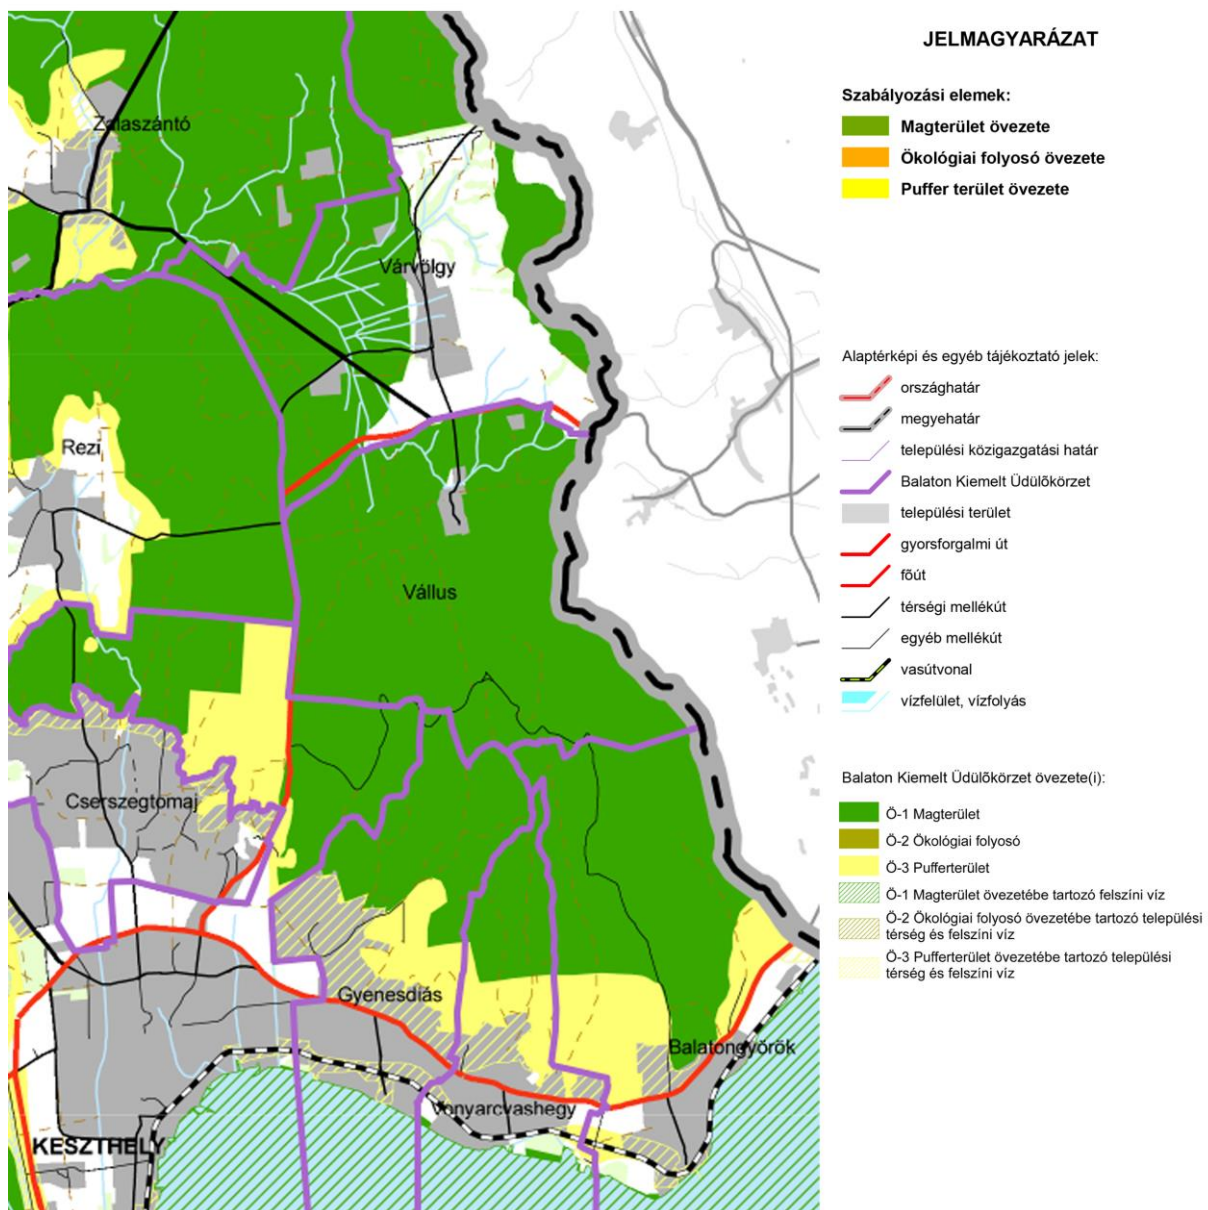 Zalaszántó
Várvölgy
Rezi
Vállus
Cserszegtomaj
Gyenesdiás
Balatongyörök
Vonyarcvashegy
KESZTHELY
JELMAGYARÁZAT
Szabályozási elemek:
Magterület övezete
Ökológiai folyosó övezete
Puffer terület övezete
Alaptérképi és egyéb tájékoztató jelek:
országhatár
megyehatár
települési közigazgatási határ
Balaton Kiemelt Üdülõkörzet
települési terület
gyorsforgalmi út
fõút
térségi mellékút
egyéb mellékút
vasútvonal
vízfelület, vízfolyás
Balaton Kiemelt Üdülõkörzet övezete(i):
Ö-1 Magterület
Ö-2 Ökológiai folyosó
Ö-3 Pufferterület
Ö-1 Magterület övezetébe tartozó felszíni víz
Ö-2 Ökológiai folyosó övezetébe tartozó települési
térség és felszíni víz
Ö-3 Pufferterület övezetébe tartozó települési
térség és felszíni víz